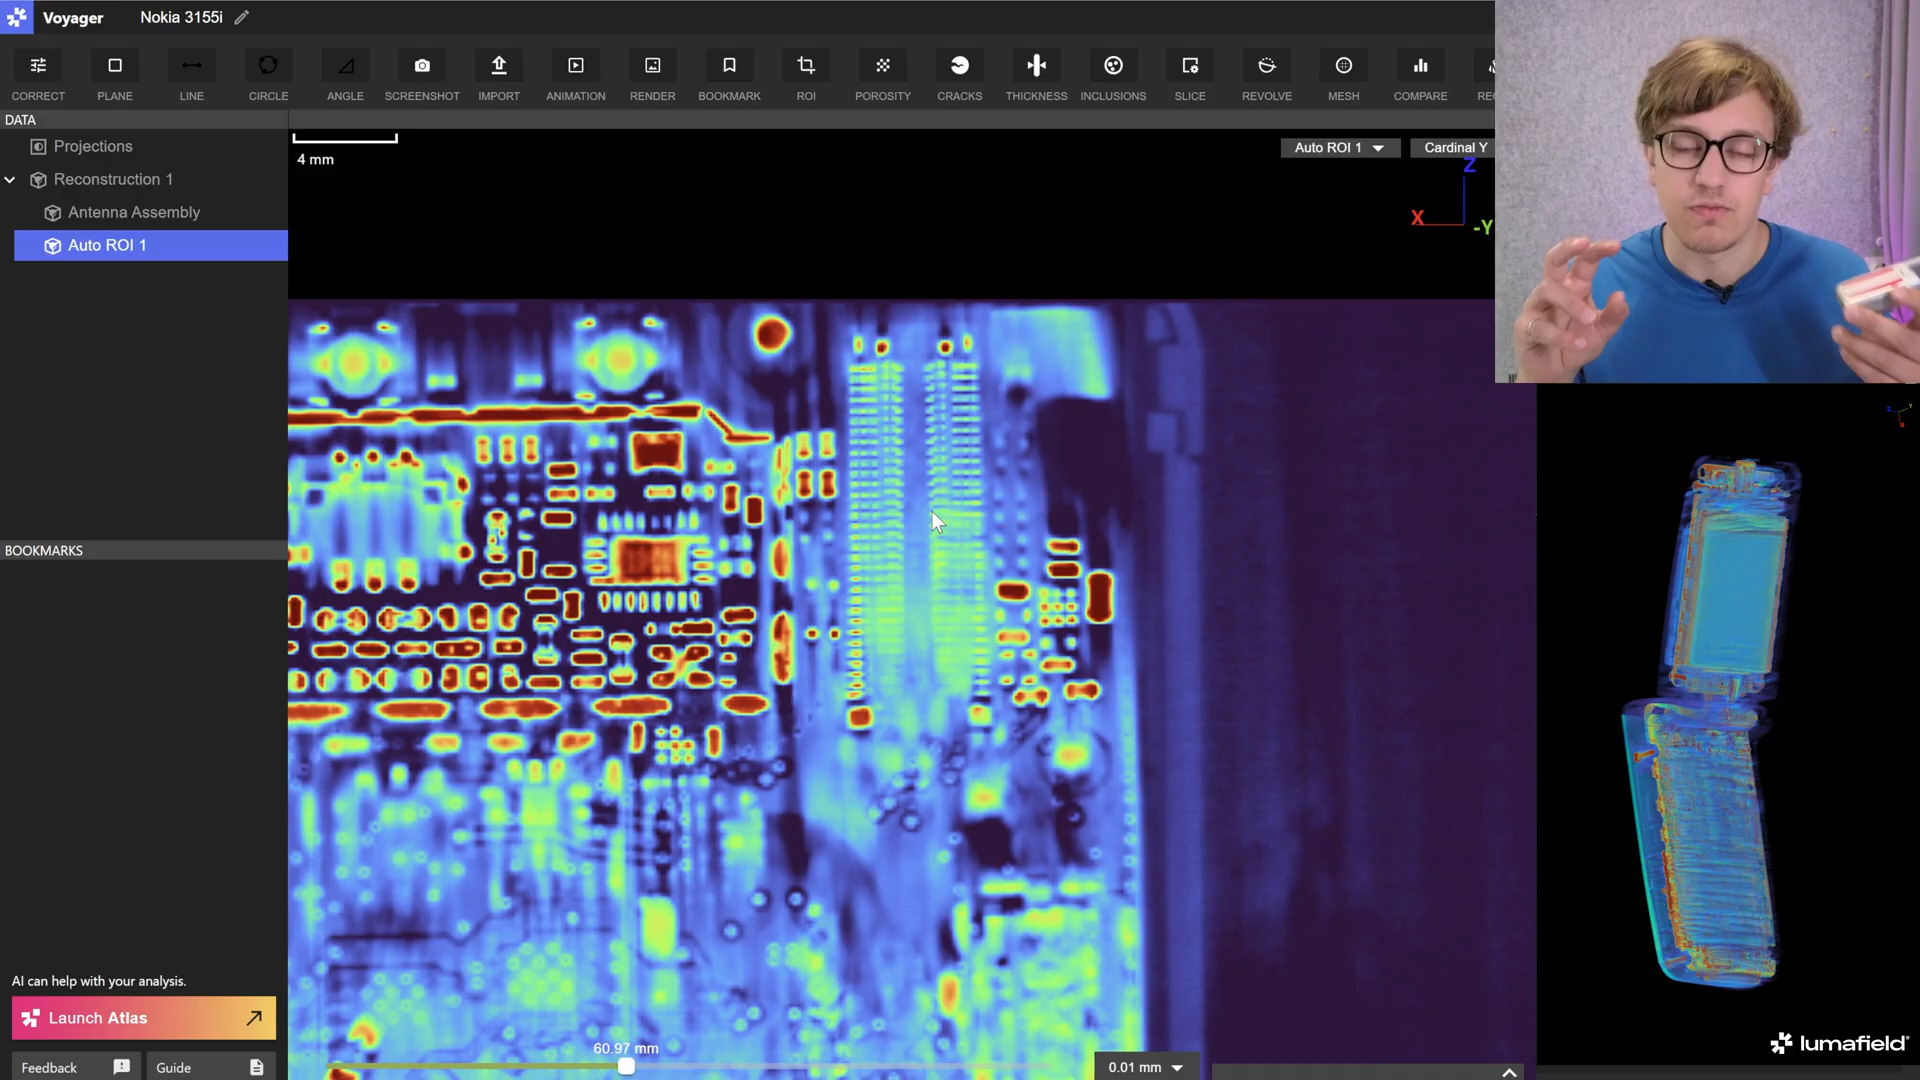 Voyager
Nokia 3155i
CORRECT
PLANE
LINE
CIRCLE
ANGLE
SCREENSHOT
IMPORT
ANIMATION
RENDER
BOOKMARK
ROI
POROSITY
CRACKS
THICKNESS
INCLUSIONS
SLICE
REVOLVE
MESH
COMPARE
DATA
Projections
Reconstruction 1
Antenna Assembly
Auto ROI 1
4 mm
Auto ROI 1
Cardinal Y
Z
X
-Y
BOOKMARKS
AI can help with your analysis.
Launch Atlas
Feedback
Guide
60.97 mm
0.01 mm
lumafield